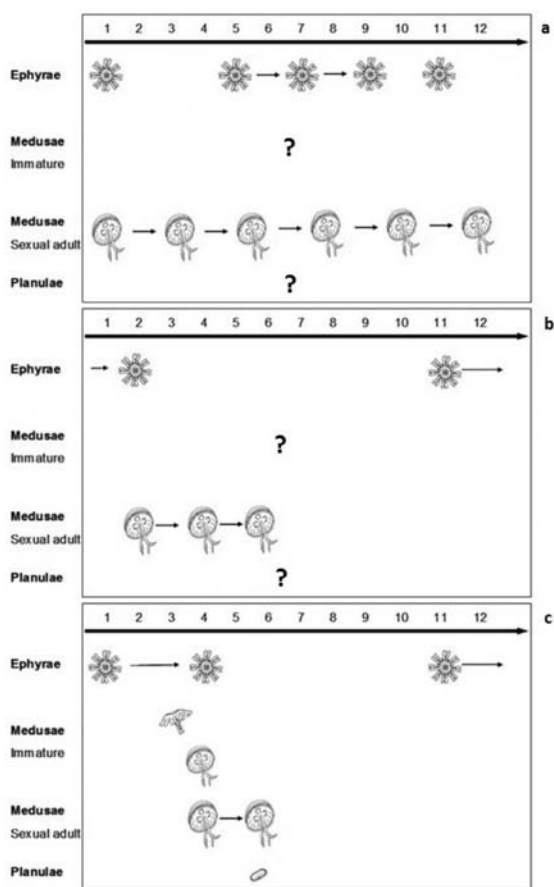 1 2 3 4 5 6 7 8 9 10 11 12 a
Ephyrae
Medusae
Immature
?
Medusae
Sexual adult
Planulae ?
1 2 3 4 5 6 7 8 9 10 11 12 b
Ephyrae
Medusae
Immature
?
Medusae
Sexual adult
Planulae ?
1 2 3 4 5 6 7 8 9 10 11 12 c
Ephyrae
Medusae
Immature
Medusae
Sexual adult
Planulae